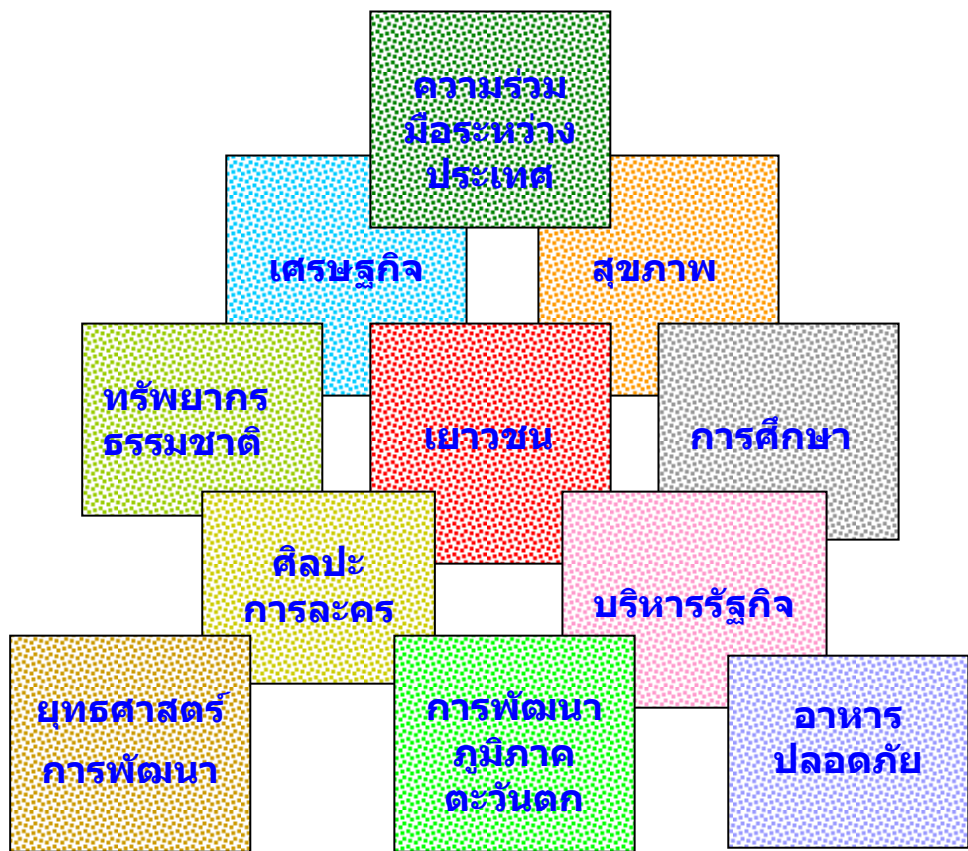 ความร่วม
มือระหว่าง
ประเทศ
เศรษฐกิจ
สุขภาพ
ทรัพยากร
ธรรมชาติ
เยาวชน
การศึกษา
ศิลปะ
การละคร
บริหารรัฐกิจ
ยุทธศาสตร์
การพัฒนา
การพัฒนา
ภูมิภาค
ตะวันตก
อาหาร
ปลอดภัย